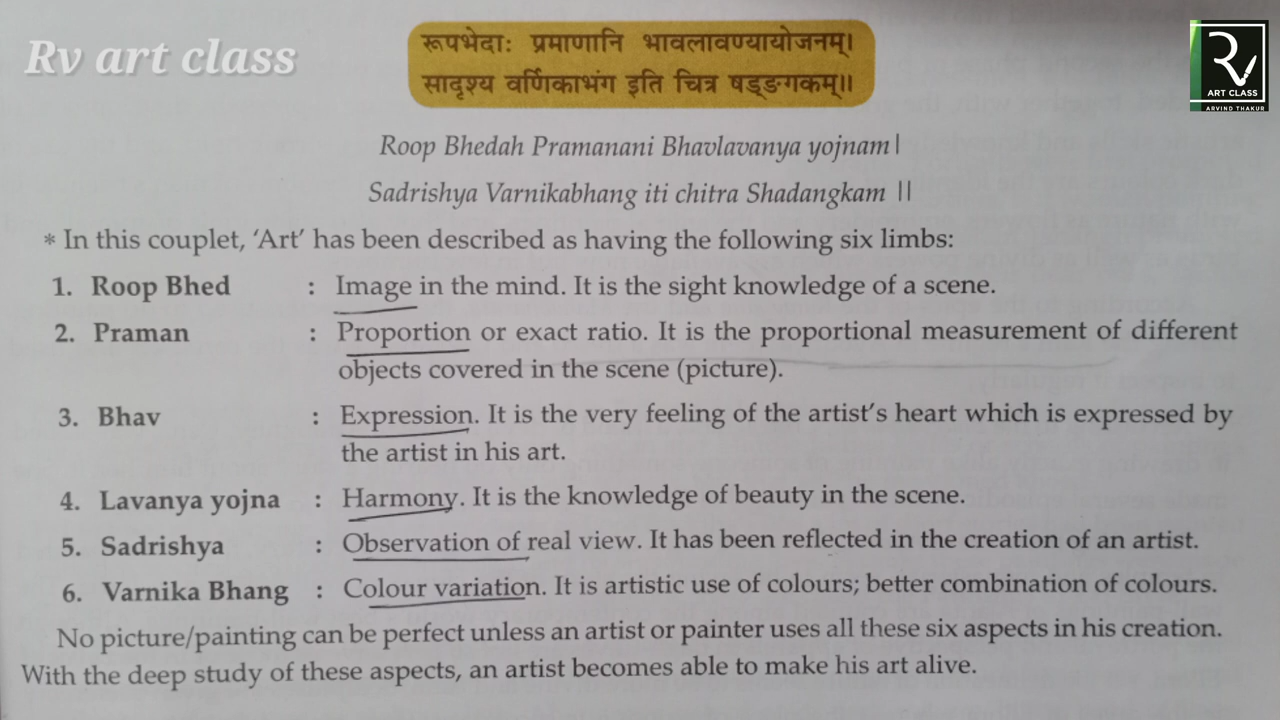 Rv art class
RV
ART CLASS
ARVIND THAKUR
रूपभेदाः प्रमाणानि भावलावण्यायोजनम्।
सादृश्य वर्णिकाभंग इति चित्र षड्ङगकम्॥
Roop Bhedah Pramanani Bhavlavanya yojnam|
Sadrishya Varnikabhang iti chitra Shadangkam ||
* In this couplet, ‘Art’ has been described as having the following six limbs:
1. Roop Bhed : Image in the mind. It is the sight knowledge of a scene.
2. Praman : Proportion or exact ratio. It is the proportional measurement of different
objects covered in the scene (picture).
3. Bhav : Expression. It is the very feeling of the artist’s heart which is expressed by
the artist in his art.
4. Lavanya yojna : Harmony. It is the knowledge of beauty in the scene.
5. Sadrishya : Observation of real view. It has been reflected in the creation of an artist.
6. Varnika Bhang : Colour variation. It is artistic use of colours; better combination of colours.
No picture/painting can be perfect unless an artist or painter uses all these six aspects in his creation.
With the deep study of these aspects, an artist becomes able to make his art alive.